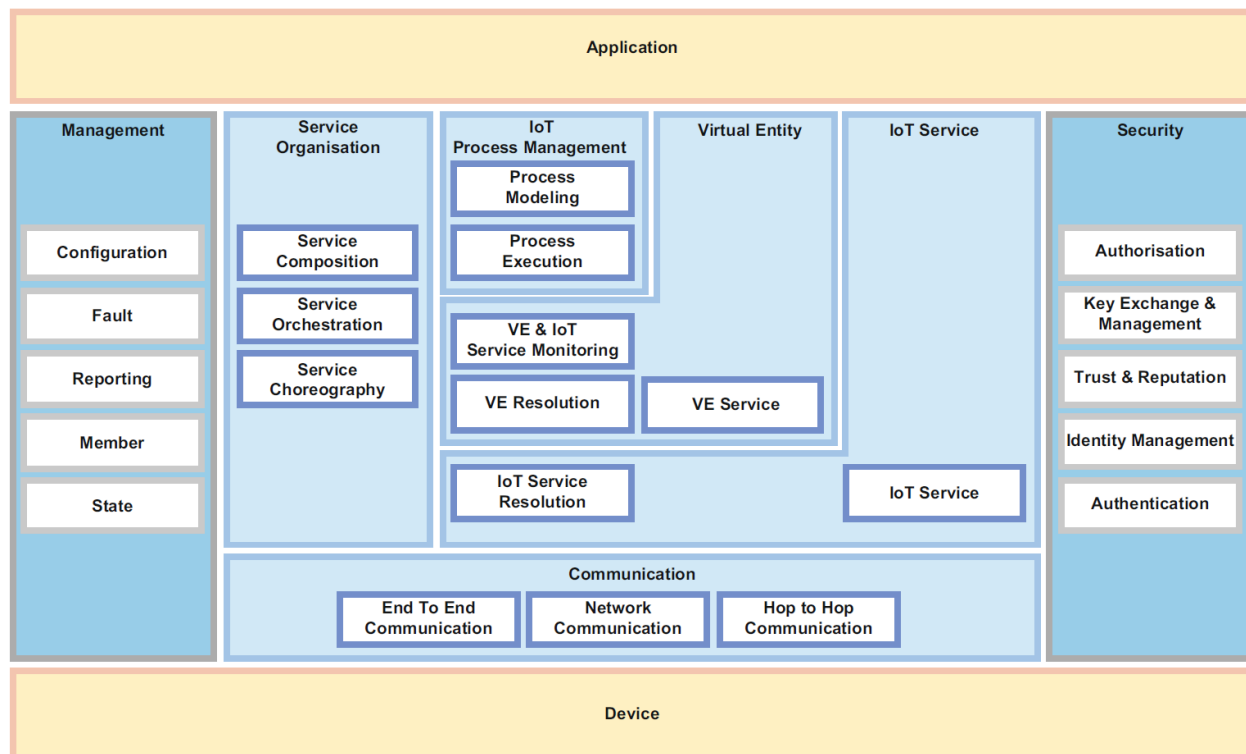 Application
Management
Configuration
Fault
Reporting
Member
State
Service
Organisation
Service
Composition
Service
Orchestration
Service
Choreography
IoT
Process Management
Process
Modeling
Process
Execution
Virtual Entity
VE & IoT
Service Monitoring
VE Resolution
VE Service
IoT Service
IoT Service
Resolution
IoT Service
Security
Authorisation
Key Exchange &
Management
Trust & Reputation
Identity Management
Authentication
Communication
End To End
Communication
Network
Communication
Hop to Hop
Communication
Device